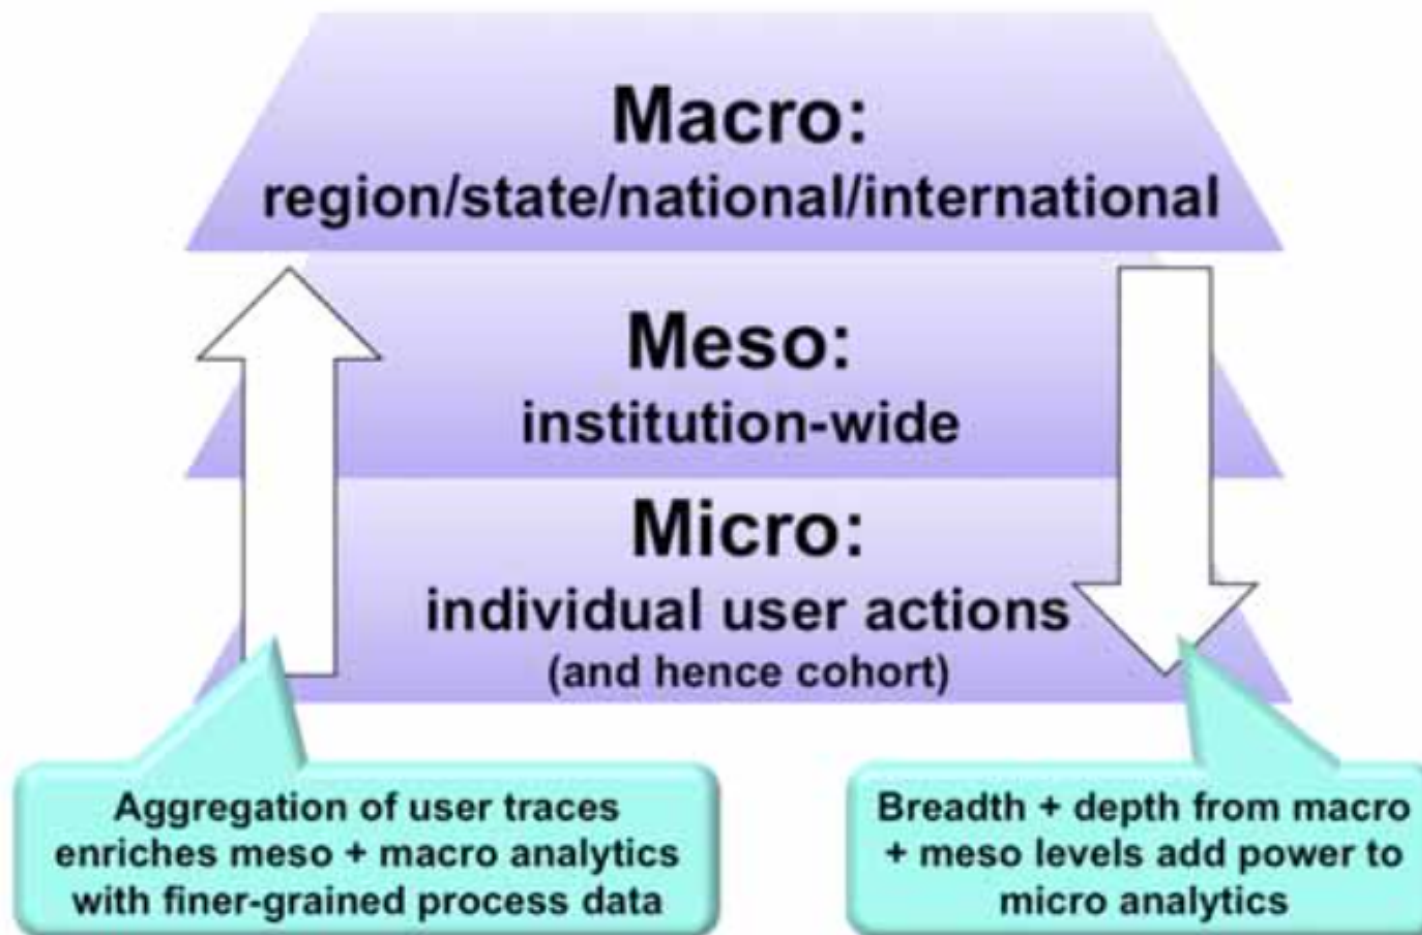 Macro:
region/state/national/international
Meso:
institution-wide
Micro:
individual user actions
(and hence cohort)
Aggregation of user traces
enriches meso + macro analytics
with finer-grained process data
Breadth + depth from macro
+ meso levels add power to
micro analytics